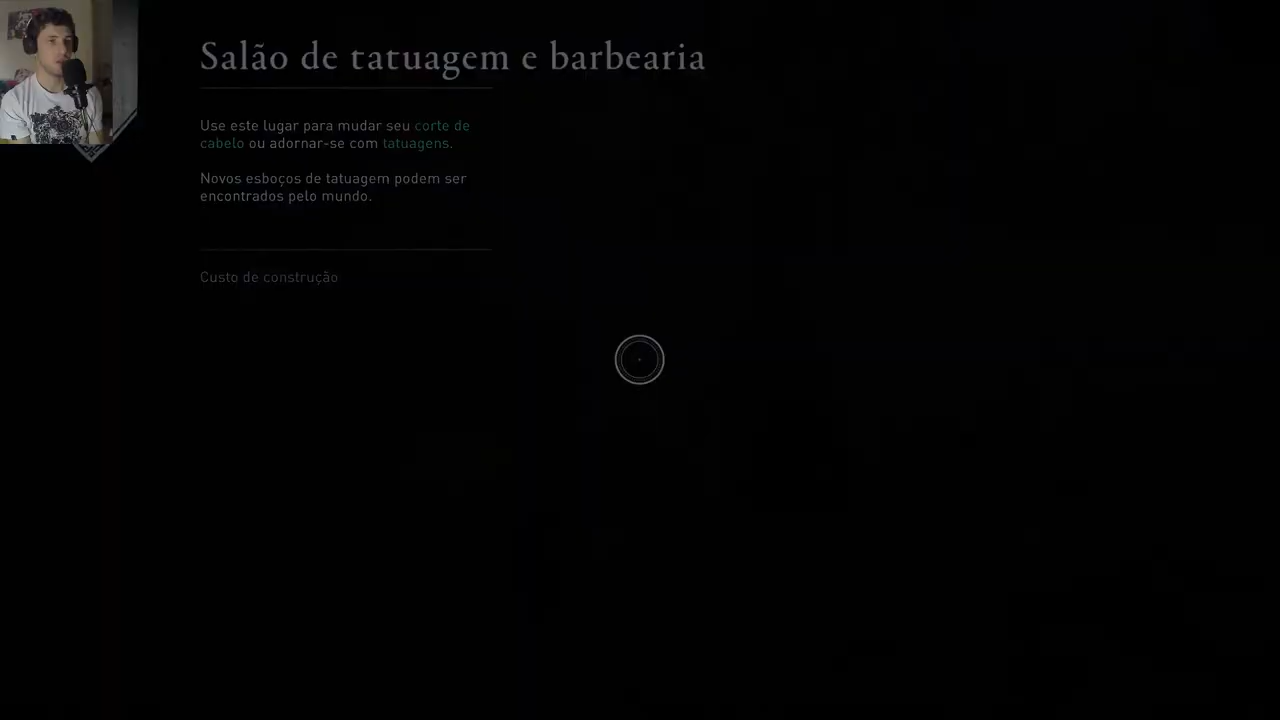 Salão de tatuagem e barbearia
Use este lugar para mudar seu corte de
cabelo ou adornar-se com tatuagens.
Novos esboços de tatuagem podem ser
encontrados pelo mundo.
Custo de construção